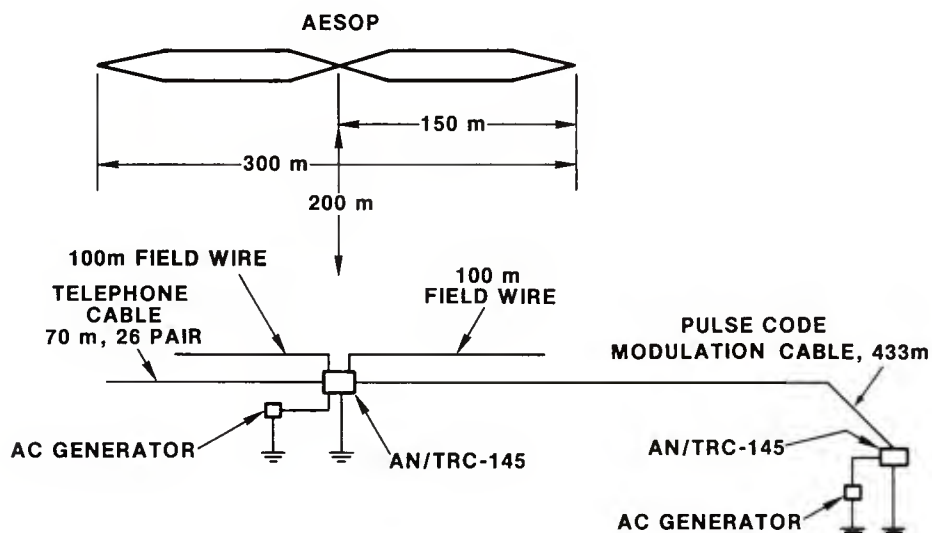 AESOP
150 m
300 m
200 m
100m FIELD WIRE
TELEPHONE
CABLE
70 m, 26 PAIR
100 m
FIELD WIRE
PULSE CODE
MODULATION CABLE, 433m
AC GENERATOR
AN/TRC-145
AN/TRC-145
AC GENERATOR